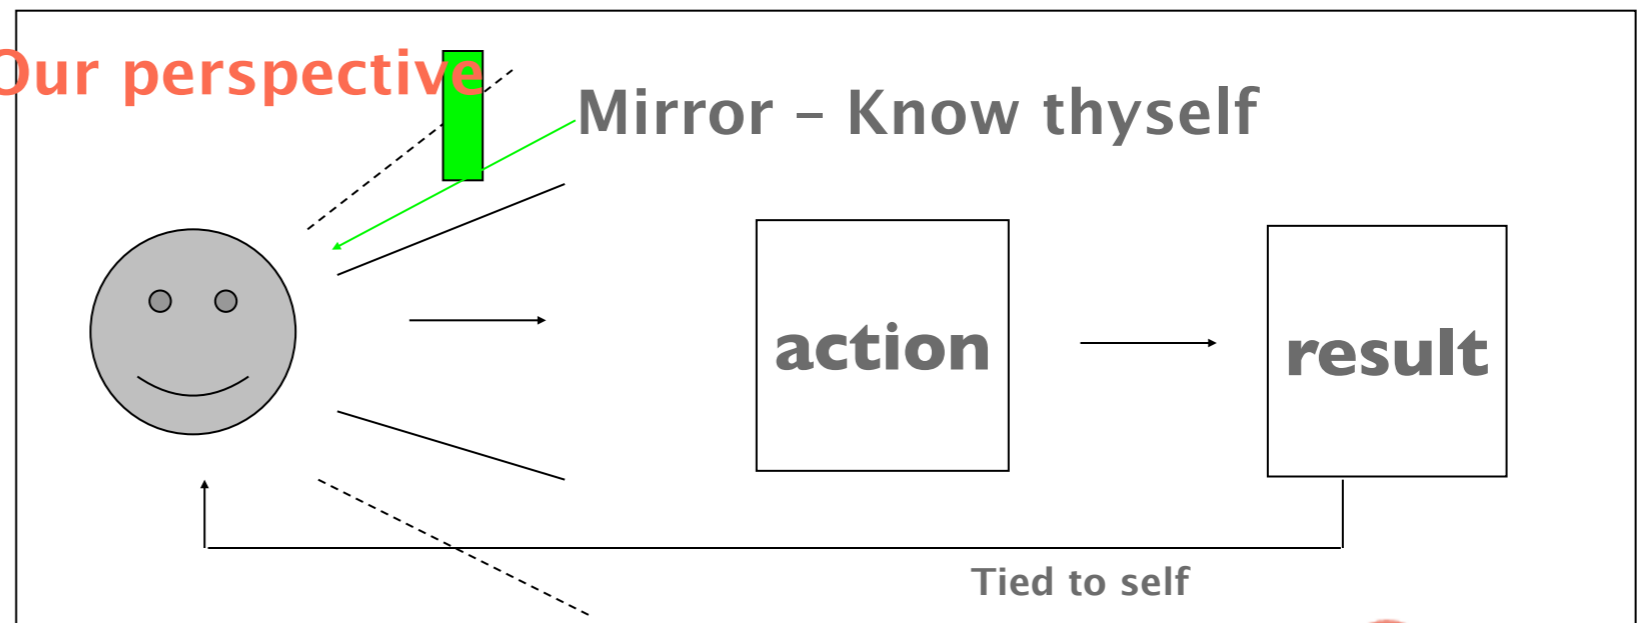 Our perspective
Mirror – Know thyself
action
result
Tied to self